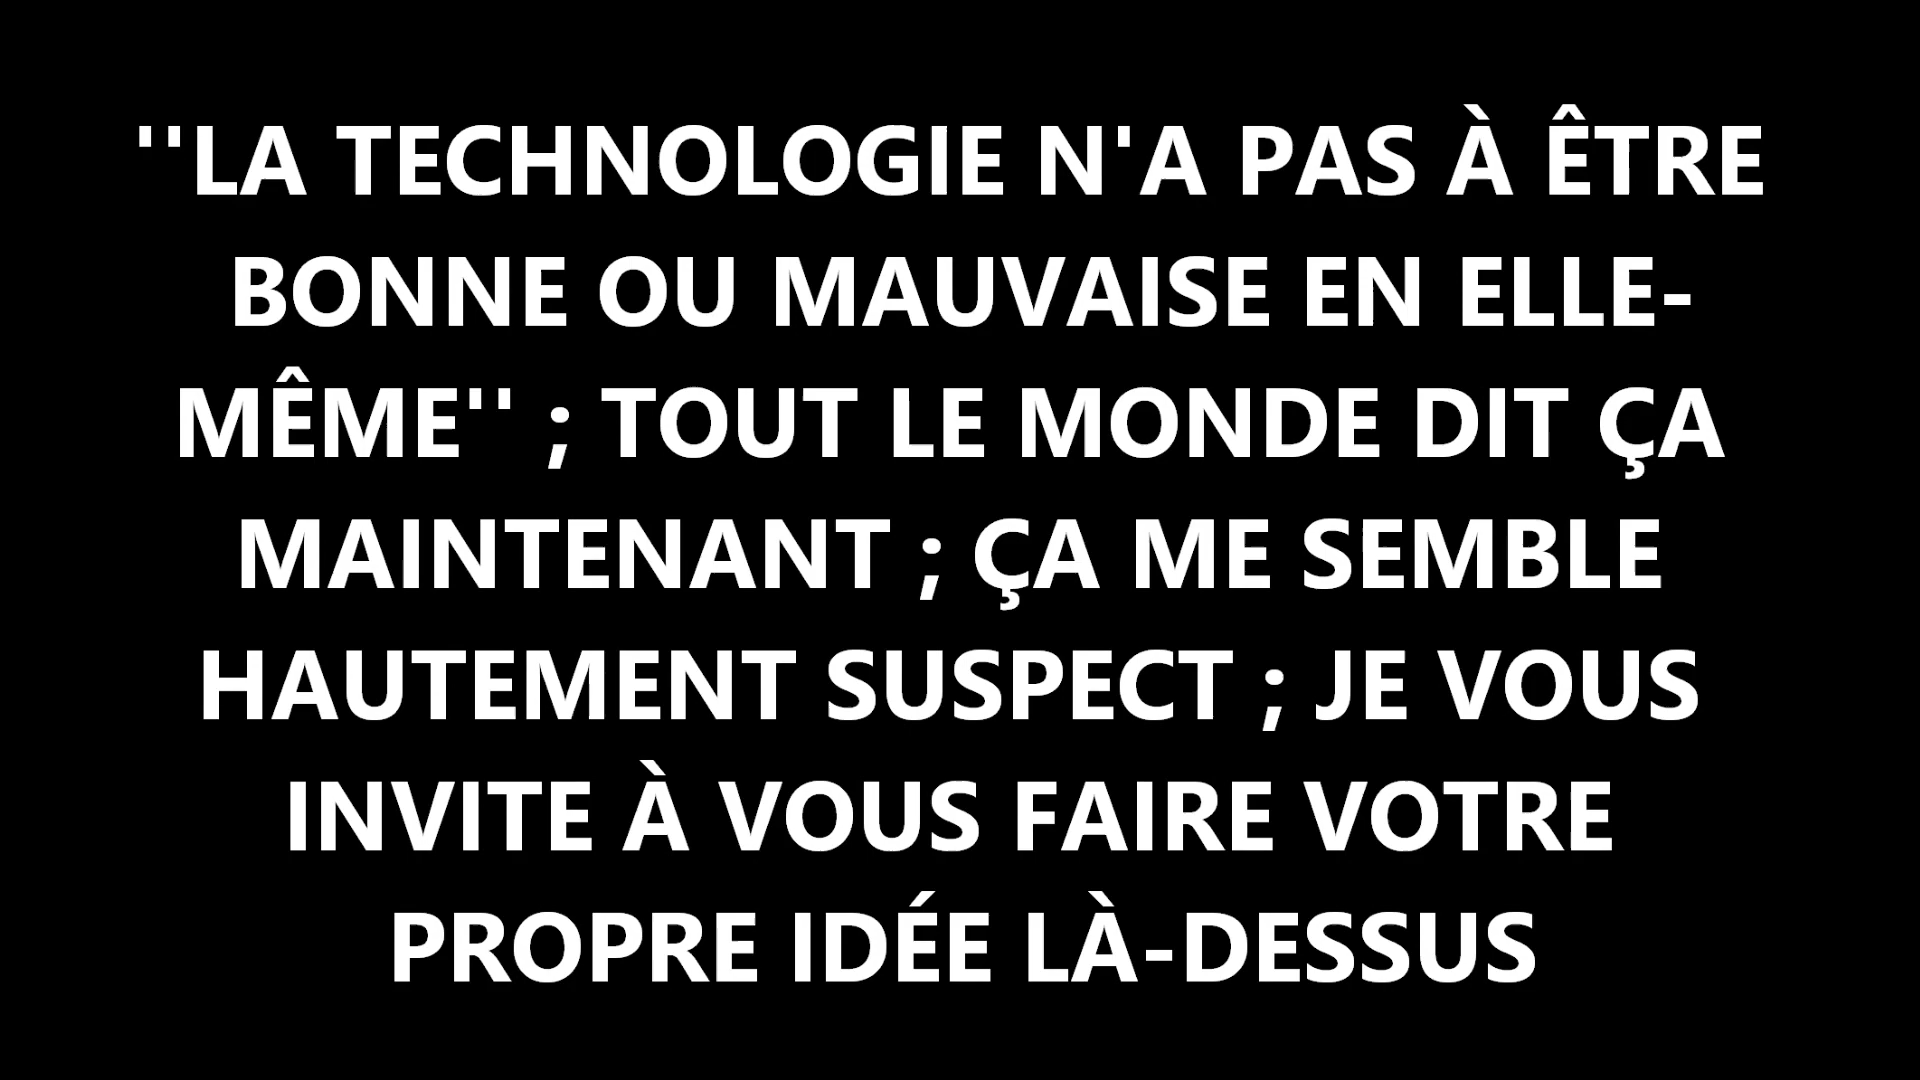 ''LA TECHNOLOGIE N'A PAS À ÊTRE
BONNE OU MAUVAISE EN ELLE-
MÊME'' ; TOUT LE MONDE DIT ÇA
MAINTENANT ; ÇA ME SEMBLE
HAUTEMENT SUSPECT ; JE VOUS
INVITE À VOUS FAIRE VOTRE
PROPRE IDÉE LÀ-DESSUS